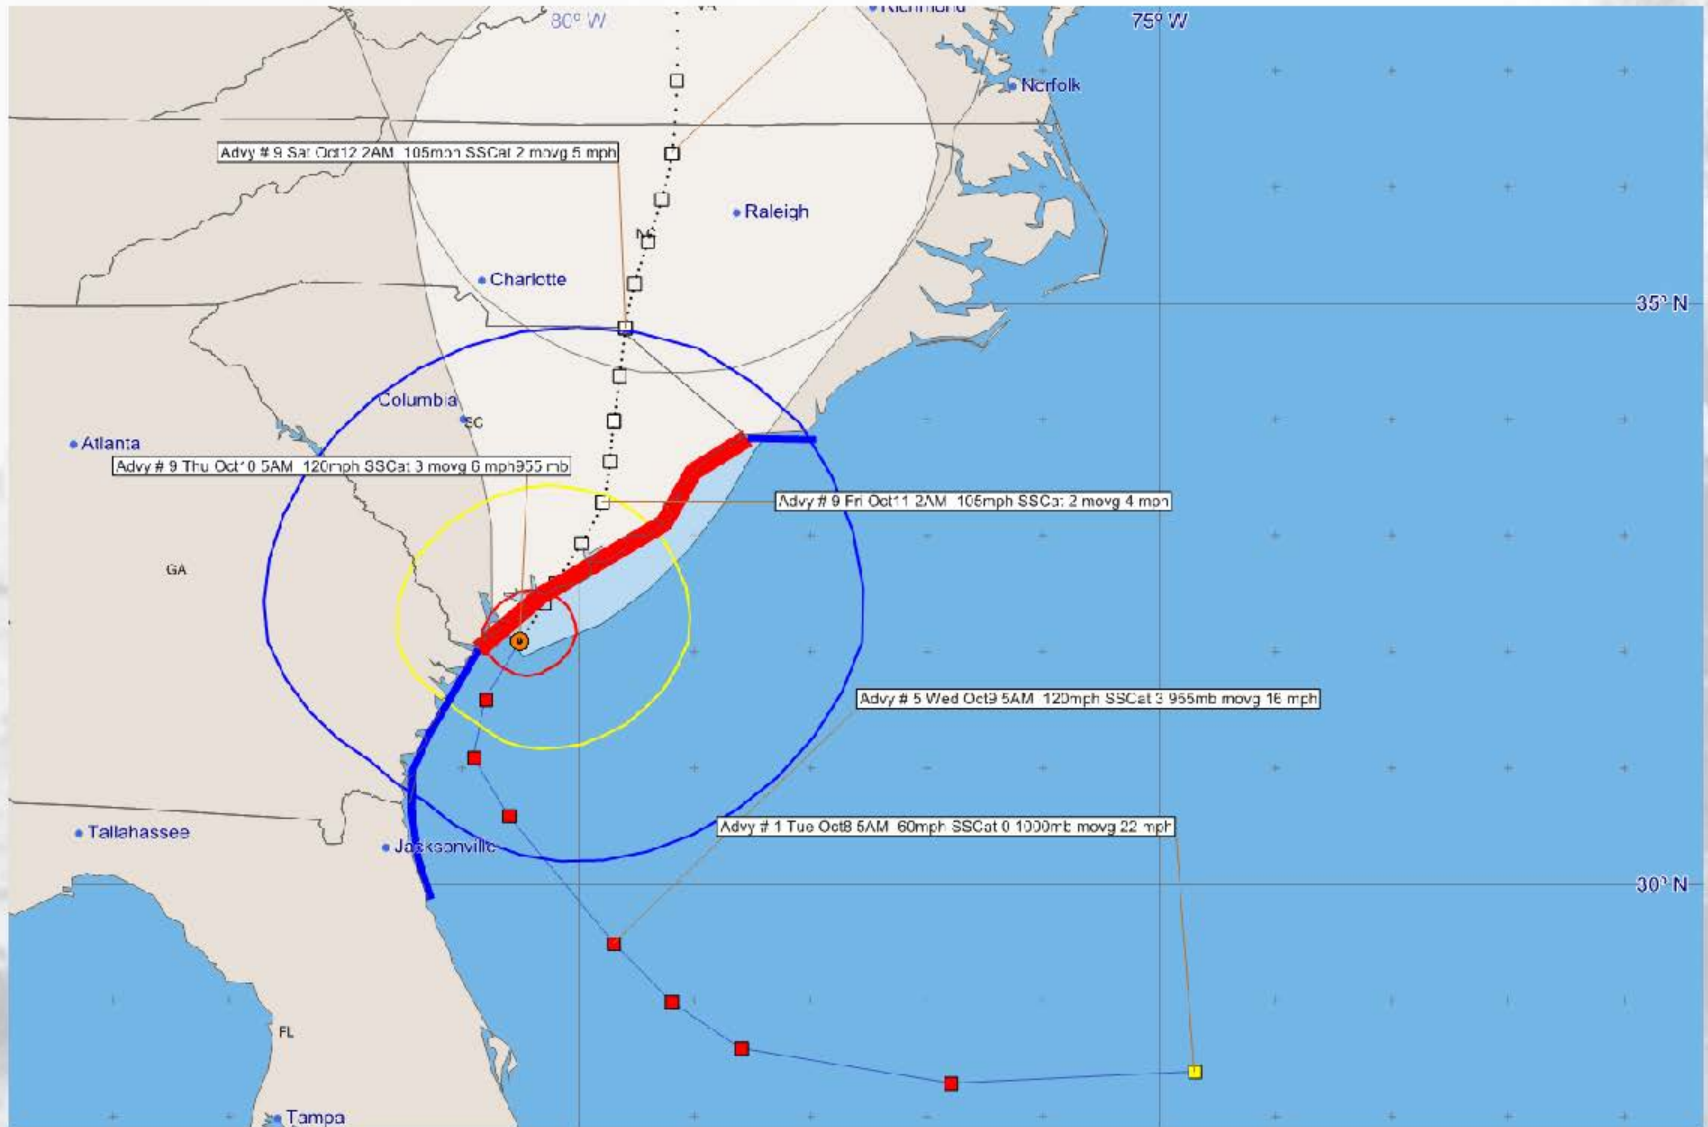 VA
Richmond
80° W
75° W
Norfolk
Advy # 9 Sat Oct12 2AM 105mph SSCat 2 movg 5 mph
Raleigh
Charlotte
35° N
Columbia
SC
Atlanta
Advy # 9 Thu Oct10 5AM 120mph SSCat 3 movg 6 mph955 mb
Advy # 9 Fri Oct11 2AM 105mph SSCat 2 movg 4 mph
GA
Advy # 5 Wed Oct9 5AM 120mph SSCat 3 955mb movg 16 mph
Advy # 1 Tue Oct8 5AM 60mph SSCat 0 1000mb movg 22 mph
Tallahassee
Jacksonville
30° N
FL
Tampa